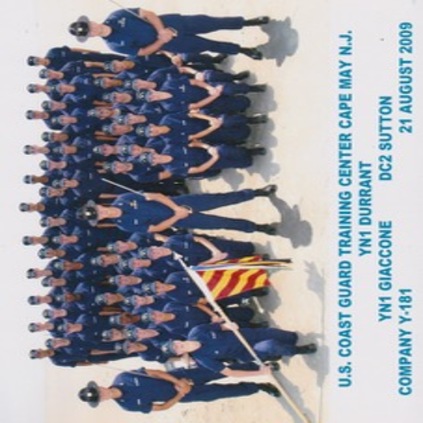 U.S. COAST GUARD TRAINING CENTER CAPE MAY N.J.
YN1 DURRANT
YN1 GIACCONE DC2 SUTTON
COMPANY Y-181 21 AUGUST 2009